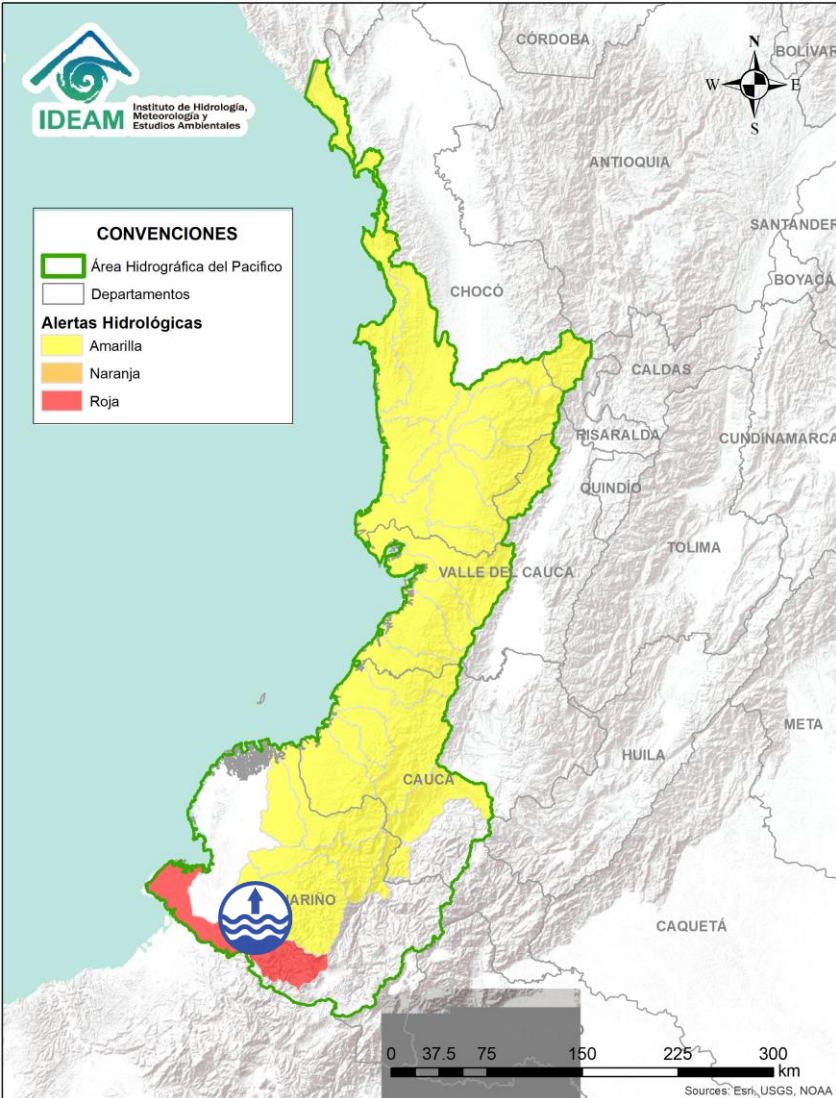 IDEAM
Instituto de Hidrología,
Meteorología y
Estudios Ambientales
CÓRDOBA
BOLÍVAR
N
W
E
S
ANTIOQUIA
SANTANDER
CONVENCIONES
Área Hidrográfica del Pacifico
Departamentos
Alertas Hidrológicas
Amarilla
Naranja
Roja
BOYACÁ
CHOCÓ
CALDAS
RISARALDA
CUNDINAMARCA
QUINDÍO
TOLIMA
VALLE DEL CAUCA
META
HUILA
CAUCA
ARIÑO
CAQUETÁ
0 37.5 75 150 225 300
km
Sources: Esri, USGS, NOAA